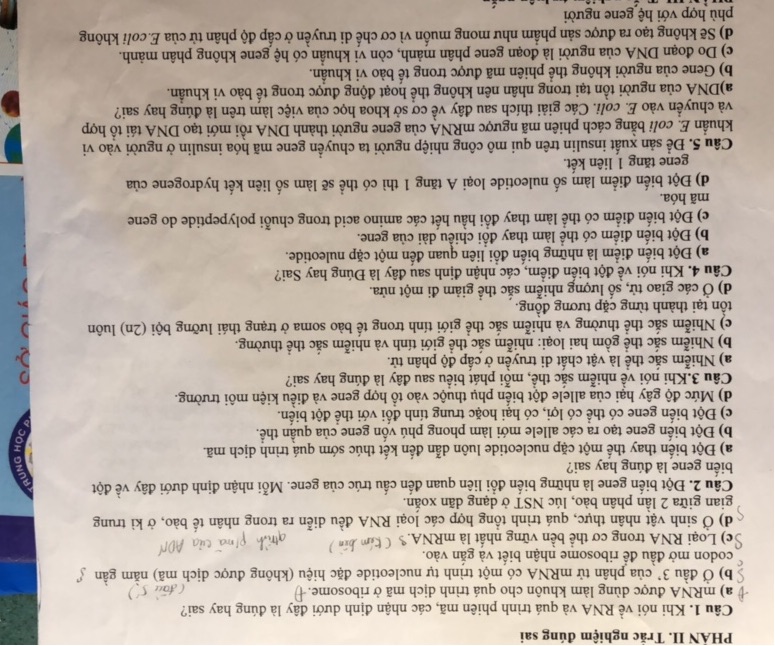 PHẦN II. Trắc nghiệm đúng sai
Câu 1. Khi nói về RNA và quá trình phiên mã, các nhận định dưới đây là đúng hay sai?
a) mRNA được dùng làm khuôn cho quá trình dịch mã ở ribosome. Đ
b) Ở đầu 3' của phân tử mRNA có một trình tự nucleotide đặc hiệu (không được dịch mã) nằm gần
codon mở đầu để ribosome nhận biết và gắn vào. (đầu 5') S
c) Loại RNA trong cơ thể bền vững nhất là mRNA. S (kém bền)
d) Ở sinh vật nhân thực, quá trình tổng hợp các loại RNA đều diễn ra trong nhân tế bào, ở kì trung
gian giữa 2 lần phân bào, lúc NST ở dạng dãn xoắn.
Câu 2. Đột biến gene là những biến đổi liên quan đến cấu trúc của gene. Mỗi nhận định dưới đây về đột
biến gene là đúng hay sai?
a) Đột biến thay thế một cặp nucleotide luôn dẫn đến kết thúc sớm quá trình dịch mã.
b) Đột biến gene tạo ra các allele mới làm phong phú vốn gene của quần thể.
c) Đột biến gene có thể có lợi, có hại hoặc trung tính đối với thể đột biến.
d) Mức độ gây hại của allele đột biến phụ thuộc vào tổ hợp gene và điều kiện môi trường.
Câu 3.Khi nói về nhiễm sắc thể, mỗi phát biểu sau đây là đúng hay sai?
a) Nhiễm sắc thể là vật chất di truyền ở cấp độ phân tử.
b) Nhiễm sắc thể gồm hai loại: nhiễm sắc thể giới tính và nhiễm sắc thể thường.
c) Nhiễm sắc thể thường và nhiễm sắc thể giới tính trong tế bào soma ở trạng thái lưỡng bội (2n) luôn
tồn tại thành từng cặp tương đồng.
d) Ở các giao tử, số lượng nhiễm sắc thể giảm đi một nửa.
Câu 4. Khi nói về đột biến điểm, các nhận định sau đây là Đúng hay Sai?
a) Đột biến điểm là những biến đổi liên quan đến một cặp nuleotide.
b) Đột biến điểm có thể làm thay đổi chiều dài của gene.
c) Đột biến điểm có thể làm thay đổi hầu hết các amino acid trong chuỗi polypeptide do gene
mã hóa.
d) Đột biến điểm làm số nuleotide loại A tăng 1 thì có thể sẽ làm số liên kết hydrogene của
gene tăng 1 liên kết.
Câu 5. Để sản xuất insulin trên qui mô công nhiệp người ta chuyển gene mã hóa insulin ở người vào vi
khuẩn E. coli bằng cách phiên mã ngược mRNA của gene người thành DNA rồi mới tạo DNA tái tổ hợp
và chuyển vào E. coli. Các giải thích sau đây về cơ sở khoa học của việc làm trên là đúng hay sai?
a)DNA của người tồn tại trong nhân nên không thể hoạt động được trong tế bào vi khuẩn.
b) Gene của người không thể phiên mã được trong tế bào vi khuẩn.
c) Do đoạn DNA của người là đoạn gene phân mảnh, còn vi khuẩn có hệ gene không phân mảnh.
d) Sẽ không tạo ra được sản phẩm như mong muốn vì cơ chế di truyền ở cấp độ phân tử của E.coli không
phù hợp với hệ gene người
TRUNG HỌC